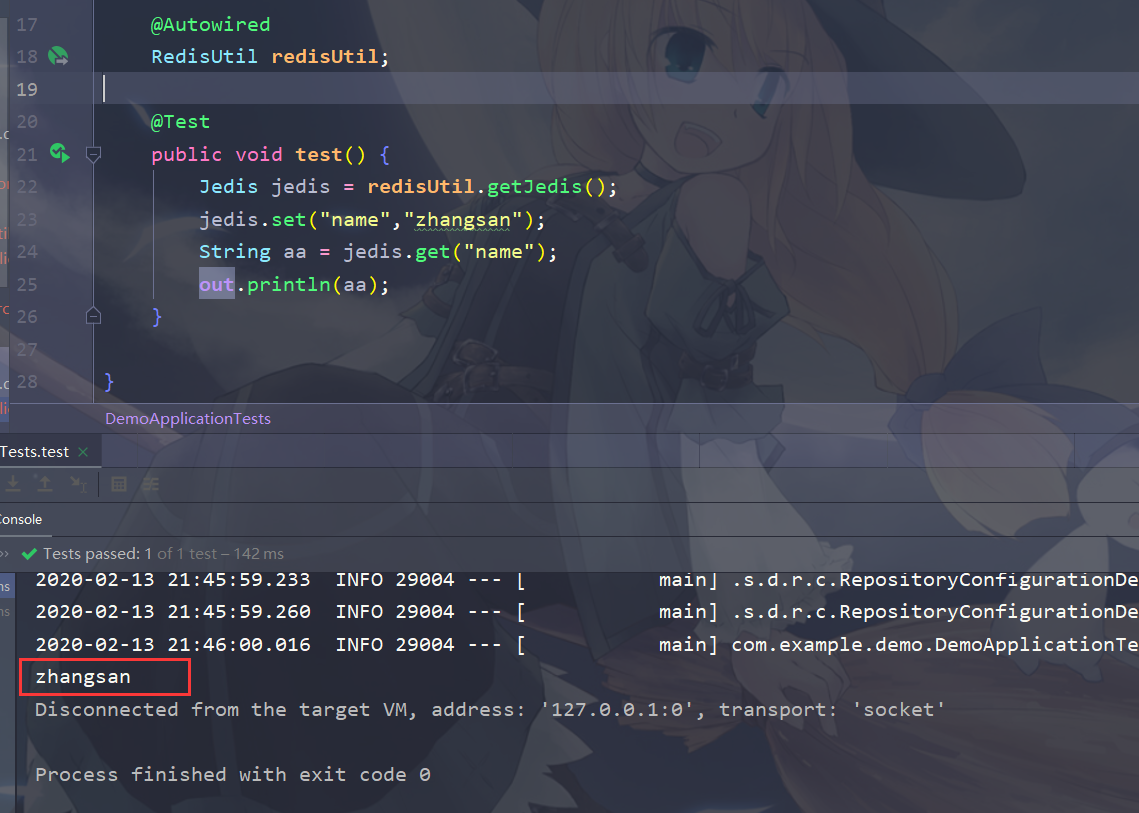 17 @Autowired
18 RedisUtil redisUtil;
19
20 @Test
21 public void test() {
22 Jedis jedis = redisUtil.getJedis();
23 jedis.set("name","zhangsan");
24 String aa = jedis.get("name");
25 out.println(aa);
26 }
27
28 }
DemoApplicationTests
Tests.test
Console
Tests passed: 1 of 1 test – 142 ms
2020-02-13 21:45:59.233 INFO 29004 --- [ main] .s.d.r.c.RepositoryConfigurationDe
2020-02-13 21:45:59.260 INFO 29004 --- [ main] .s.d.r.c.RepositoryConfigurationDe
2020-02-13 21:46:00.016 INFO 29004 --- [ main] com.example.demo.DemoApplicationTe
zhangsan
Disconnected from the target VM, address: '127.0.0.1:0', transport: 'socket'
Process finished with exit code 0